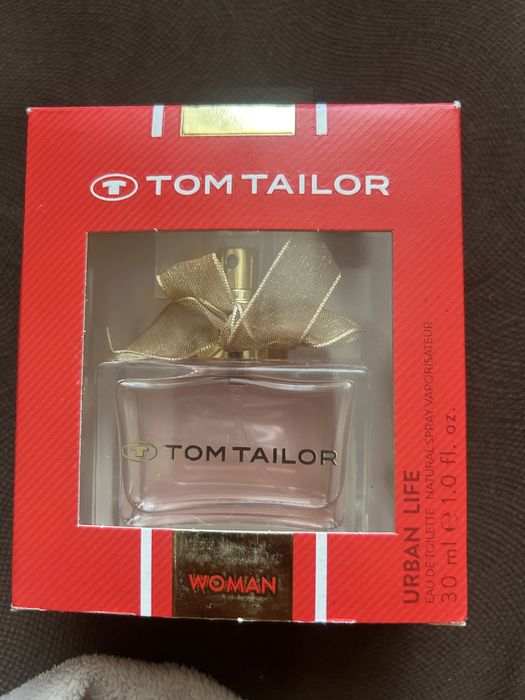 TOM TAILOR
TOM TAILOR
WOMAN
URBAN LIFE
EAU DE TOILETTE NATURAL SPRAY VAPORISATEUR
30 ml ℮ 1.0 fl. oz.